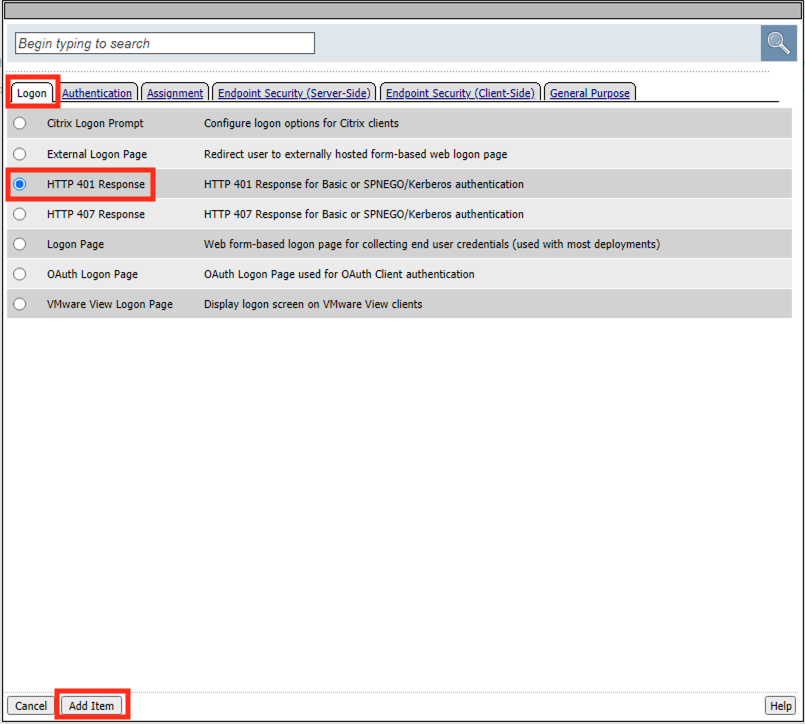 Begin typing to search
Logon Authentication Assignment Endpoint Security (Server-Side) Endpoint Security (Client-Side) General Purpose
Citrix Logon Prompt Configure logon options for Citrix clients
External Logon Page Redirect user to externally hosted form-based web logon page
HTTP 401 Response HTTP 401 Response for Basic or SPNEGO/Kerberos authentication
HTTP 407 Response HTTP 407 Response for Basic or SPNEGO/Kerberos authentication
Logon Page Web form-based logon page for collecting end user credentials (used with most deployments)
OAuth Logon Page OAuth Logon Page used for OAuth Client authentication
VMware View Logon Page Display logon screen on VMware View clients
Cancel Add Item Help